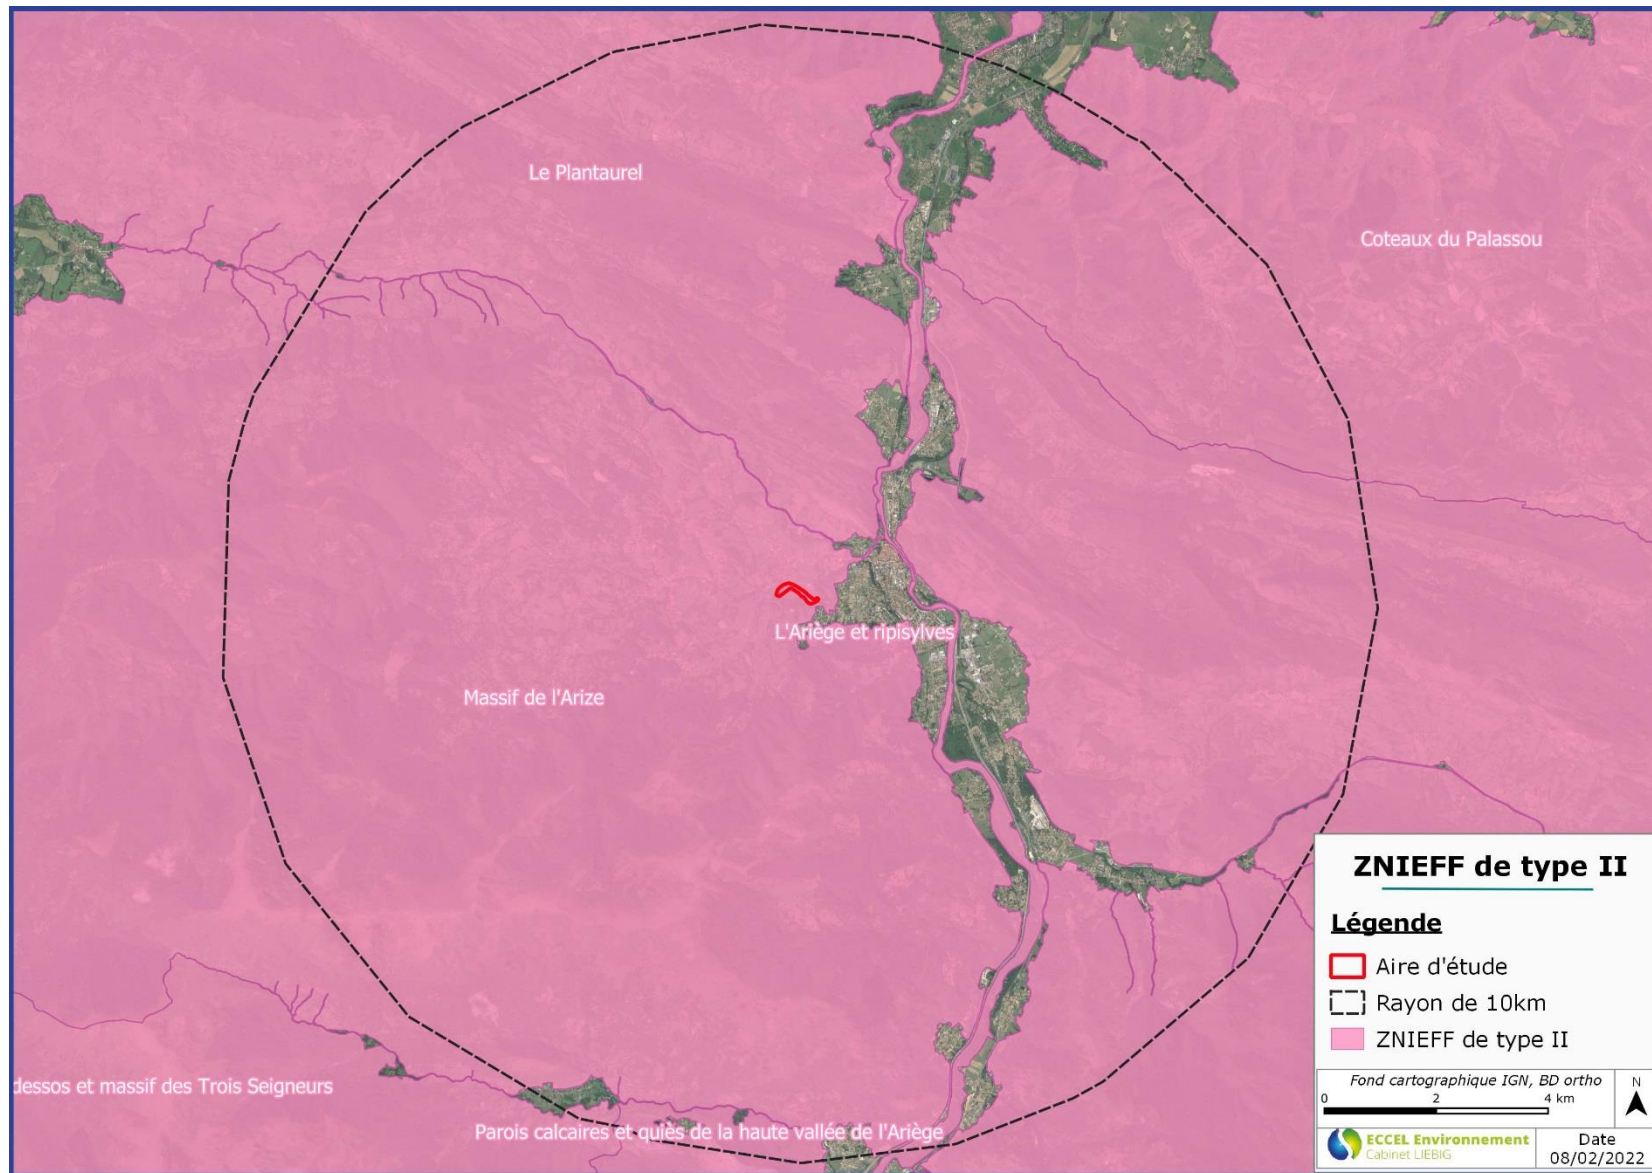 Le Plantaurel
Coteaux du Palassou
L'Ariège et ripisylves
Massif de l'Arize
dessos et massif des Trois Seigneurs
Parois calcaires et quiès de la haute vallée de l'Ariège
ZNIEFF de type II
Légende
Aire d'étude
Rayon de 10km
ZNIEFF de type II
Fond cartographique IGN, BD ortho
0 2 4 km
N
ECCEL Environnement
Cabinet LIEBIG
Date
08/02/2022